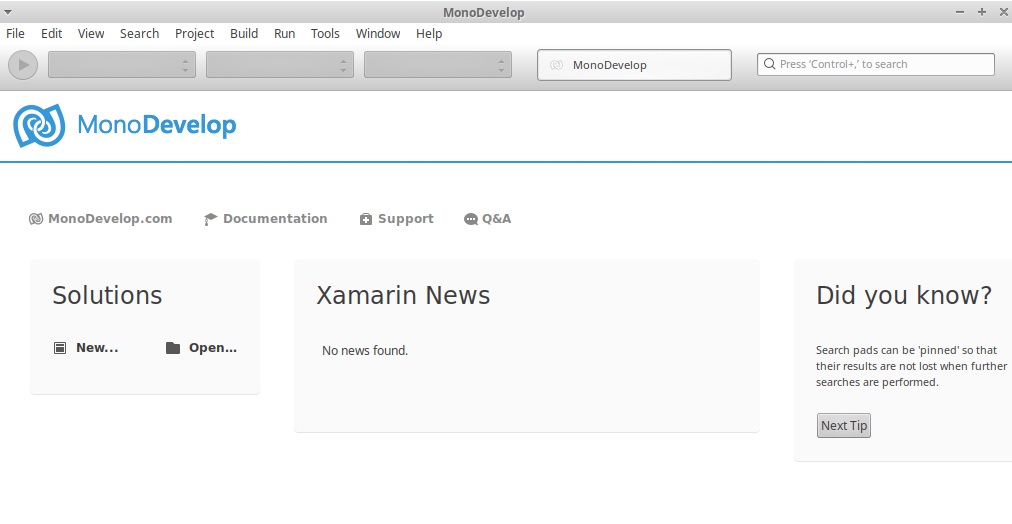 MonoDevelop
File Edit View Search Project Build Run Tools Window Help
MonoDevelop
Press 'Control+,' to search
MonoDevelop
MonoDevelop.com Documentation Support Q&A
Solutions
New... Open...
Xamarin News
No news found.
Did you know?
Search pads can be 'pinned' so that
their results are not lost when further
searches are performed.
Next Tip